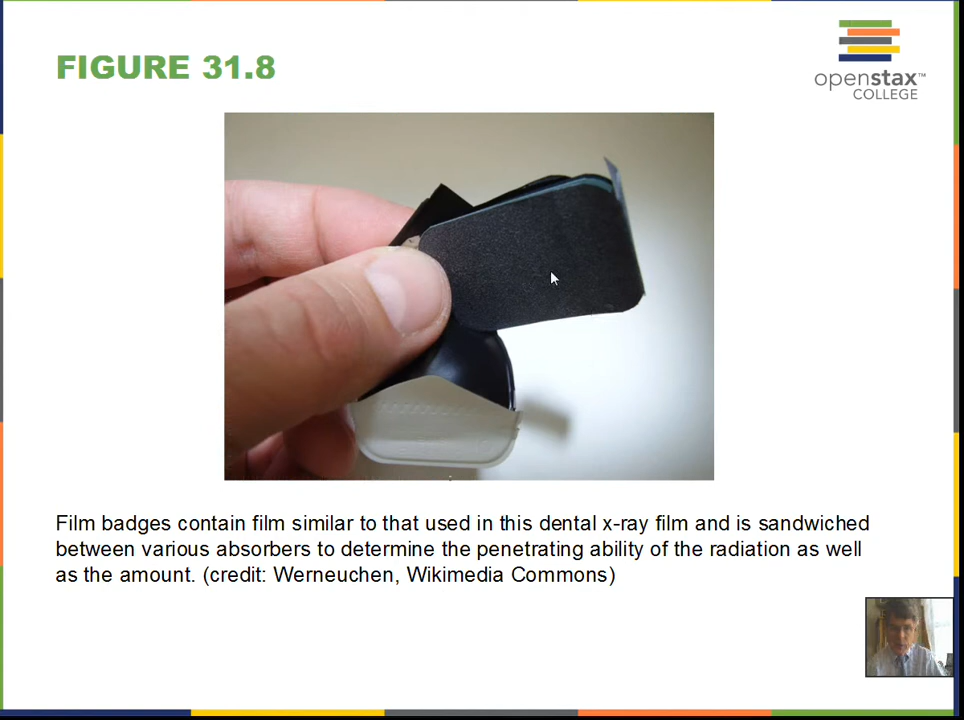 FIGURE 31.8
openstax™
COLLEGE
Film badges contain film similar to that used in this dental x-ray film and is sandwiched
between various absorbers to determine the penetrating ability of the radiation as well
as the amount. (credit: Werneuchen, Wikimedia Commons)